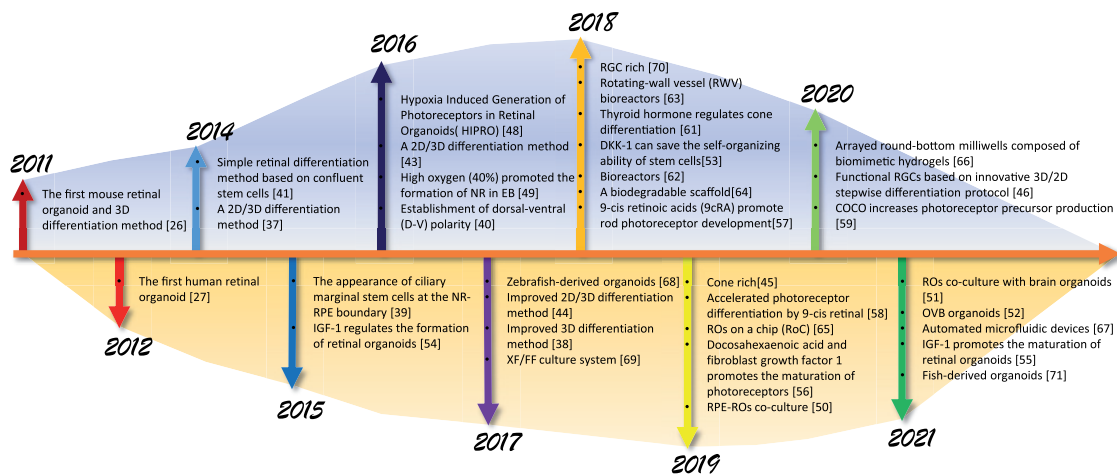 2011
The first mouse retinal
organoid and 3D
differentiation method [26]
2012
The first human retinal
organoid [27]
2014
Simple retinal differentiation
method based on confluent
stem cells [41]
A 2D/3D differentiation
method [37]
2015
The appearance of ciliary
marginal stem cells at the NR-
RPE boundary [39]
IGF-1 regulates the formation
of retinal organoids [54]
2016
Hypoxia Induced Generation of
Photoreceptors in Retinal
Organoids( HIPRO) [48]
A 2D/3D differentiation method
[43]
High oxygen (40%) promoted the
formation of NR in EB [49]
Establishment of dorsal-ventral
(D-V) polarity [40]
2017
Zebrafish-derived organoids [68]
Improved 2D/3D differentiation
method [44]
Improved 3D differentiation
method [38]
XF/FF culture system [69]
2018
RGC rich [70]
Rotating-wall vessel (RWV)
bioreactors [63]
Thyroid hormone regulates cone
differentiation [61]
DKK-1 can save the self-organizing
ability of stem cells[53]
Bioreactors [62]
A biodegradable scaffold[64]
9-cis retinoic acids (9cRA) promote
rod photoreceptor development[57]
2019
Cone rich[45]
Accelerated photoreceptor
differentiation by 9-cis retinal [58]
ROs on a chip (RoC) [65]
Docosahexaenoic acid and
fibroblast growth factor 1
promotes the maturation of
photoreceptors [56]
RPE-ROs co-culture [50]
2020
Arrayed round-bottom milliwells composed of
biomimetic hydrogels [66]
Functional RGCs based on innovative 3D/2D
stepwise differentiation protocol [46]
COCO increases photoreceptor precursor production
[59]
2021
ROs co-culture with brain organoids
[51]
OVB organoids [52]
Automated microfluidic devices [67]
IGF-1 promotes the maturation of
retinal organoids [55]
Fish-derived organoids [71]